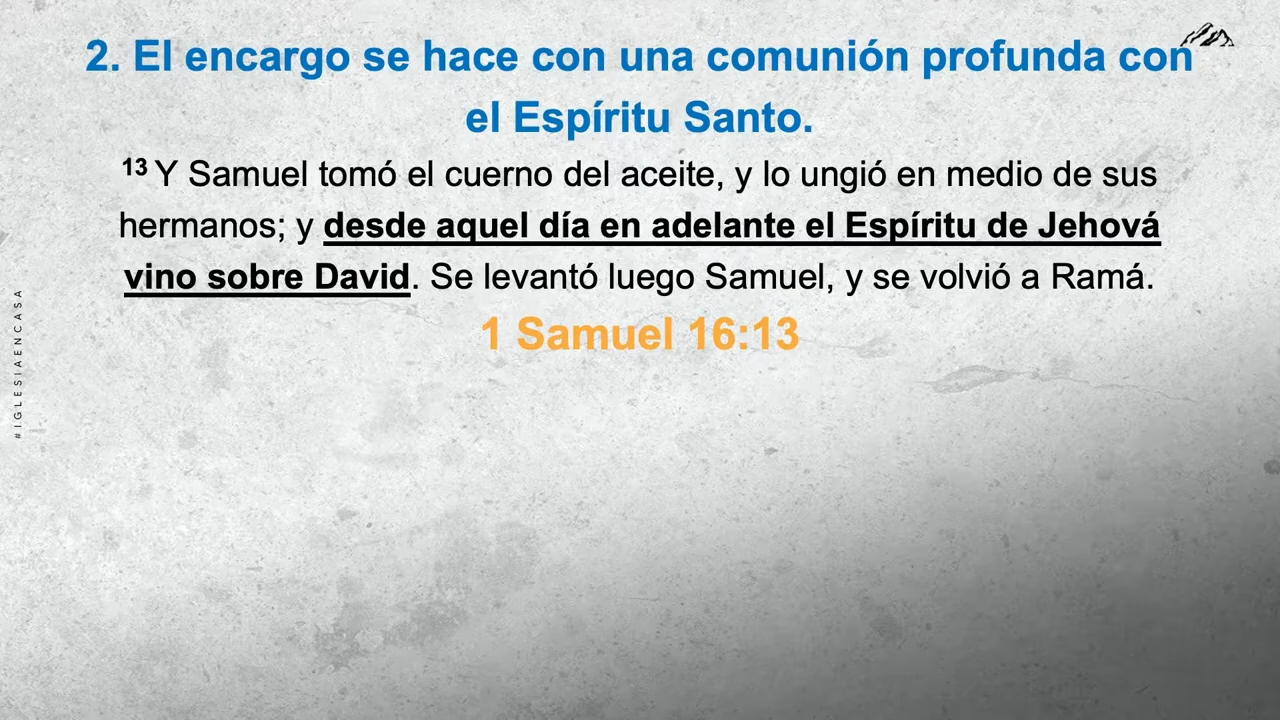 2. El encargo se hace con una comunión profunda con
el Espíritu Santo.
13 Y Samuel tomó el cuerno del aceite, y lo ungió en medio de sus
hermanos; y desde aquel día en adelante el Espíritu de Jehová
vino sobre David. Se levantó luego Samuel, y se volvió a Ramá.
1 Samuel 16:13
#IGLESIAENCASA